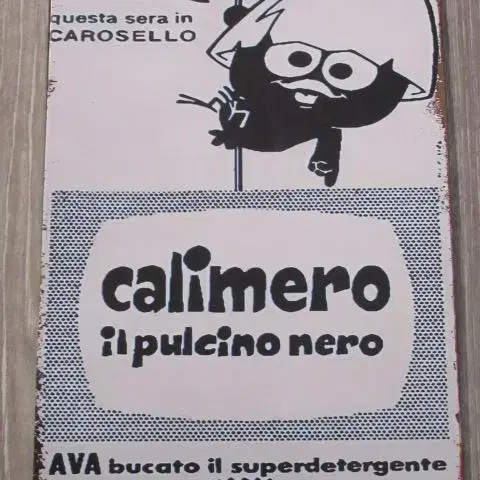 questa sera in
CAROSELLO
calimero
il pulcino nero
AVA bucato il superdetergente